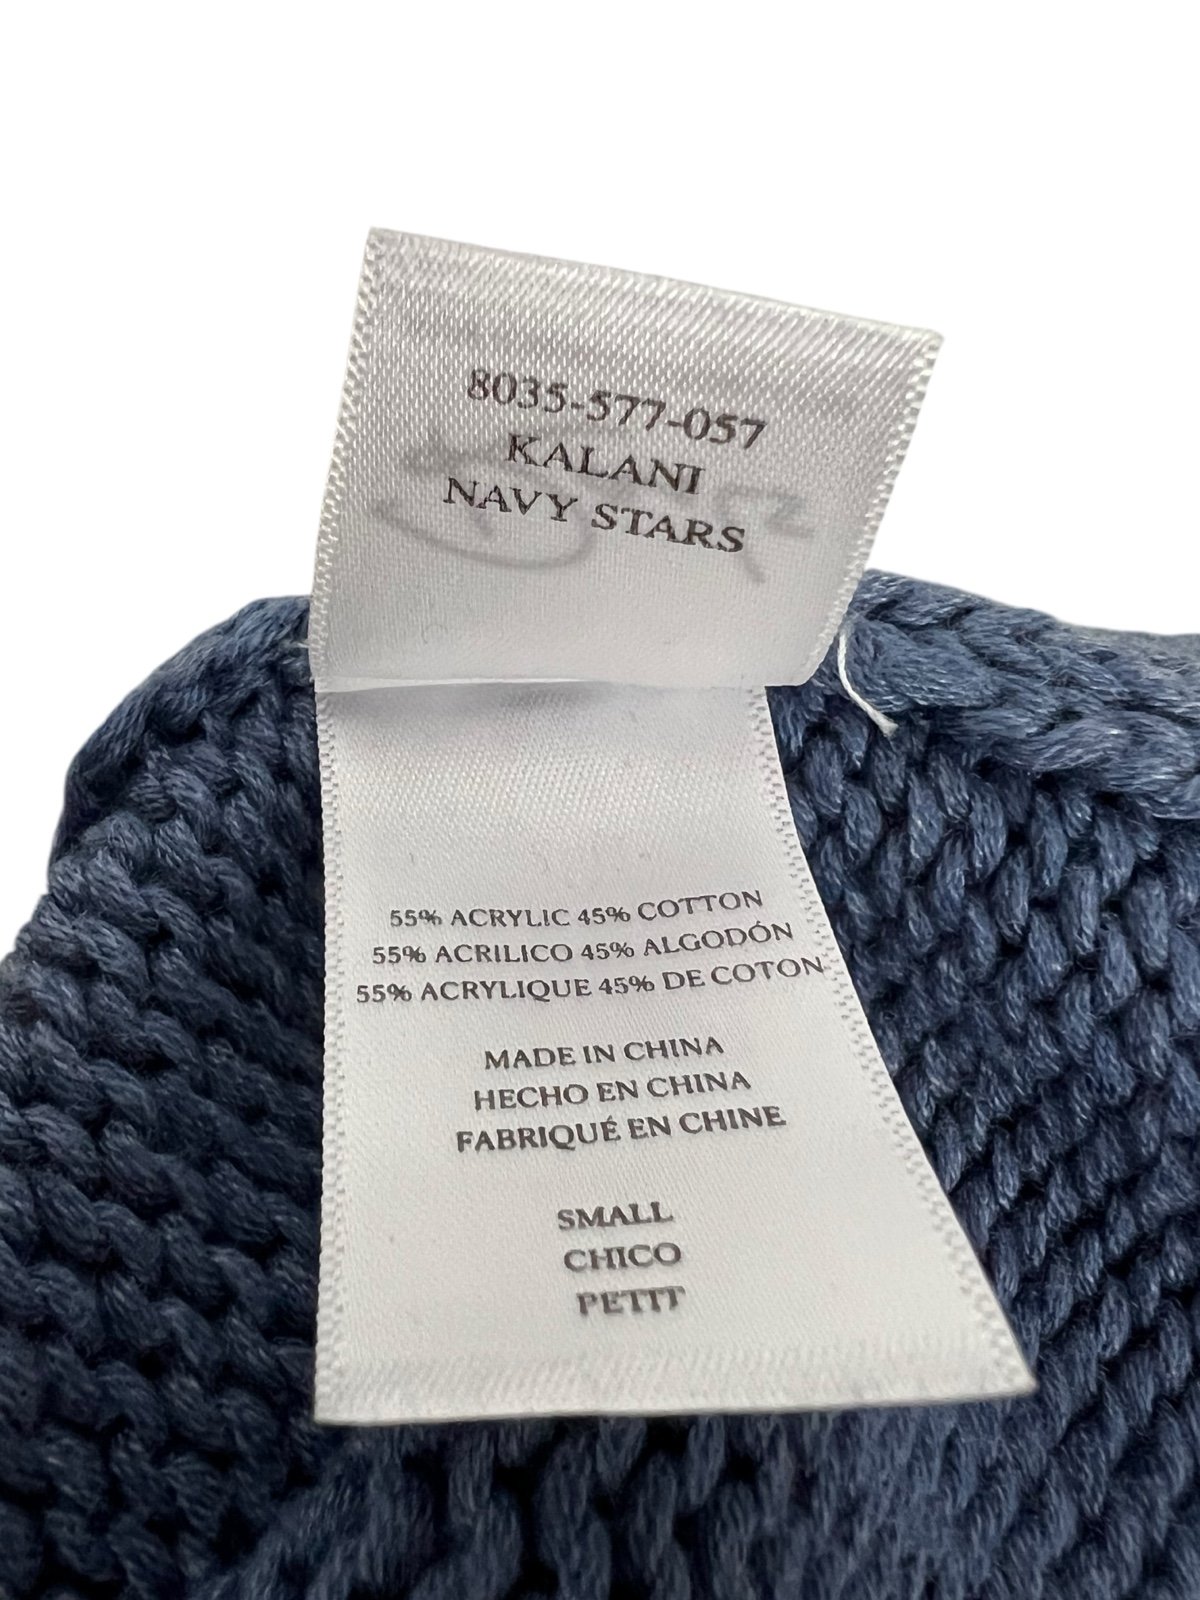 8035-577-057
KALANI
NAVY STARS
55% ACRYLIC 45% COTTON
55% ACRILICO 45% ALGODÓN
55% ACRYLIQUE 45% DE COTON
MADE IN CHINA
HECHO EN CHINA
FABRIQUÉ EN CHINE
SMALL
CHICO
PETIT